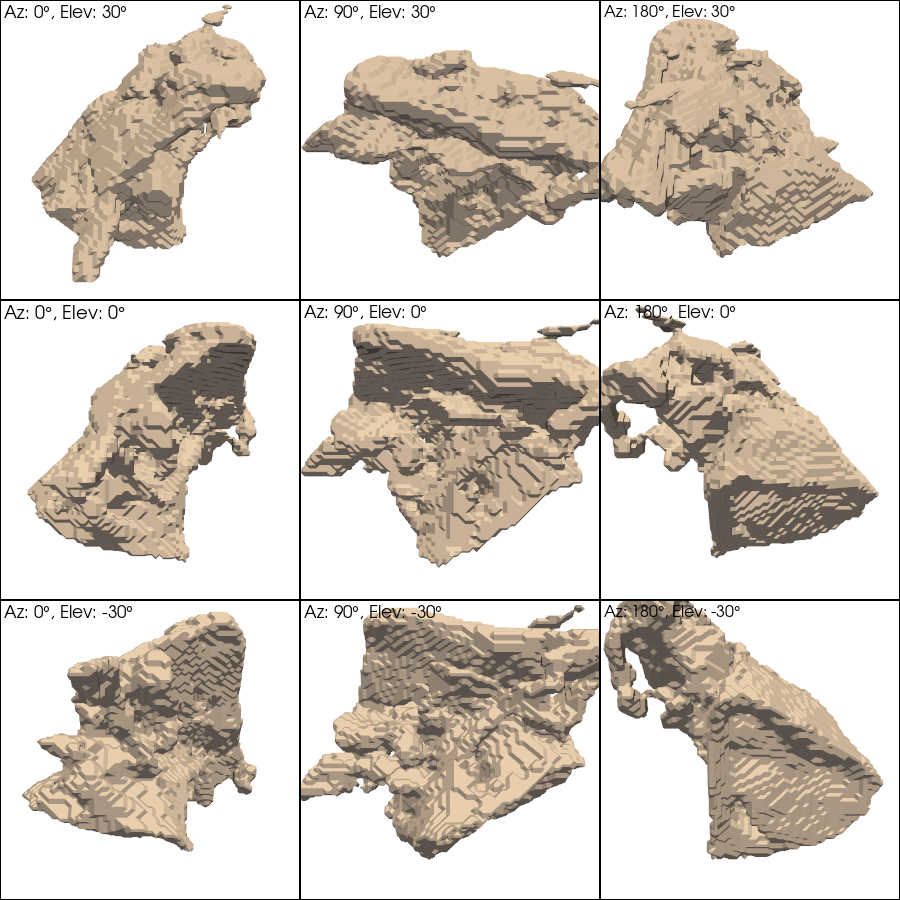 Az: 0°, Elev: 30°
Az: 90°, Elev: 30°
Az: 180°, Elev: 30°
Az: 0°, Elev: 0°
Az: 90°, Elev: 0°
Az: 180°, Elev: 0°
Az: 0°, Elev: -30°
Az: 90°, Elev: -30°
Az: 180°, Elev: -30°